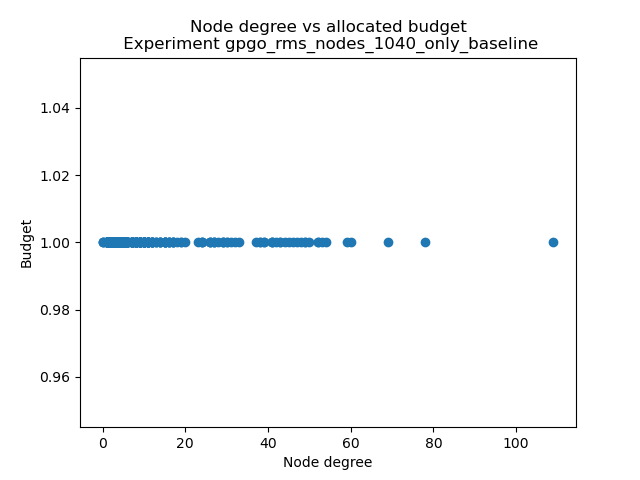 Node degree vs allocated budget
Experiment gpgo_rms_nodes_1040_only_baseline
1.04
1.02
1.00
0.98
0.96
Budget
0
20
40
60
80
100
Node degree